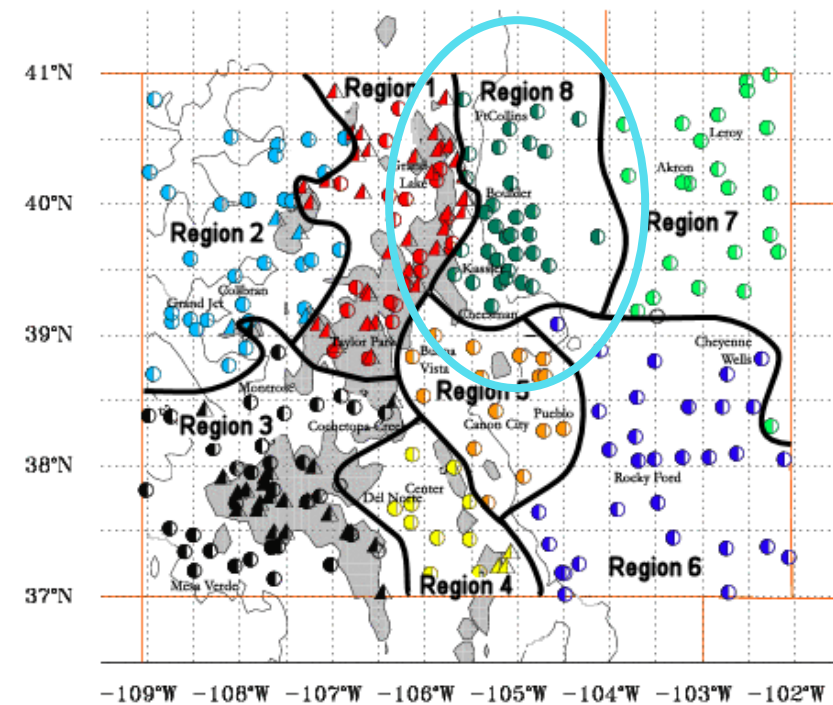 41°N
Region 1
Region 8
FtCollins
Leroy
Akron
Grand
Lake
Boulder
40°N
Region 7
Region 2
Kassler
Collbran
Grand Jct
Cheesman
39°N
Taylor Park
Buena
Vista
Cheyenne
Wells
Montrose
Region 5
Pueblo
Region 3
Cochetopa Creek
Canon City
38°N
Rocky Ford
Del Norte
Center
Region 6
Mesa Verde
Region 4
37°N
-109°W -108°W -107°W -106°W -105°W -104°W -103°W -102°W